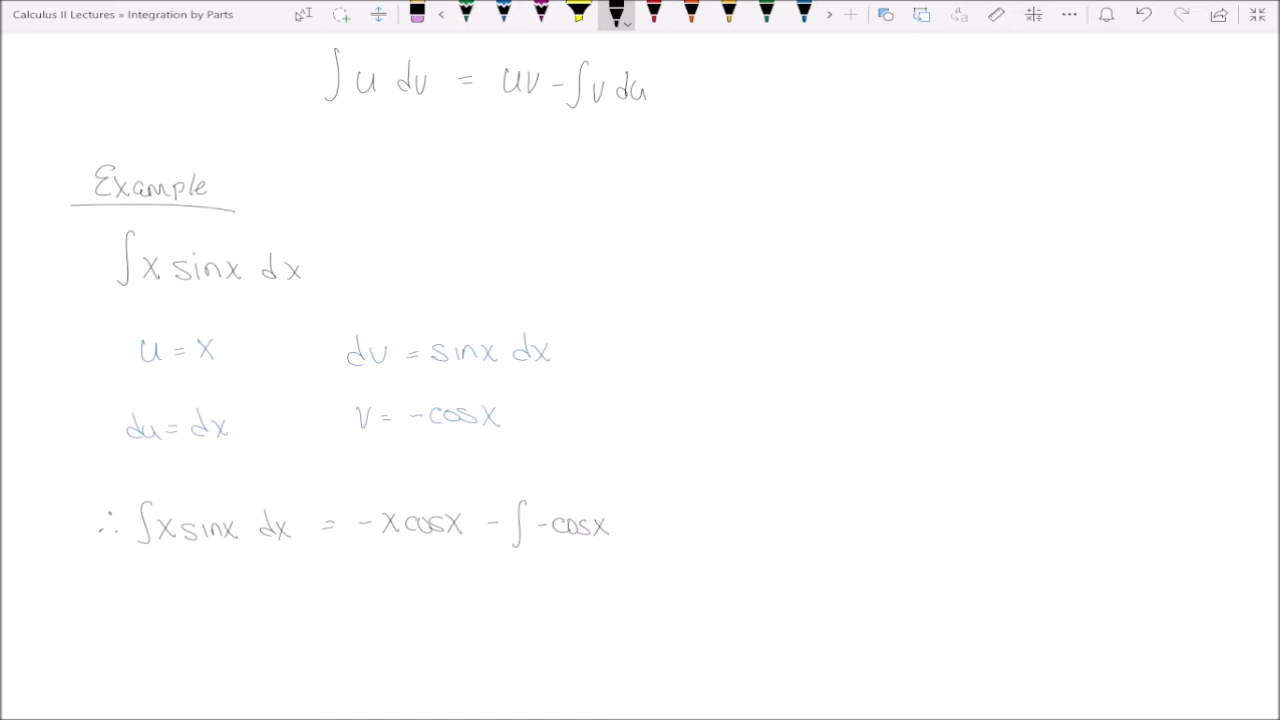 Calculus II Lectures » Integration by Parts
∫ u dv = uv - ∫ v du
Example
∫ x sinx dx
u = x dv = sinx dx
du = dx v = -cosx
∴ ∫ x sinx dx = -xcosx - ∫ -cosx